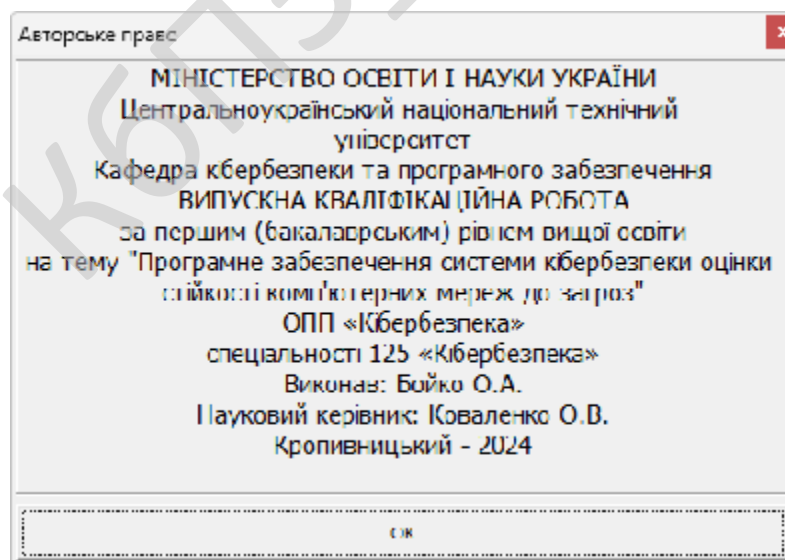 Авторське право
МІНІСТЕРСТВО ОСВІТИ І НАУКИ УКРАЇНИ
Центральноукраїнський національний технічний
університет
Кафедра кібербезпеки та програмного забезпечення
ВИПУСКНА КВАЛІФІКАЦІЙНА РОБОТА
за першим (бакалаврським) рівнем вищої освіти
на тему "Програмне забезпечення системи кібербезпеки оцінки
стійкості комп'ютерних мереж до загроз"
ОПП «Кібербезпека»
спеціальності 125 «Кібербезпека»
Виконав: Бойко О.А.
Науковий керівник: Коваленко О.В.
Кропивницький - 2024
ОК